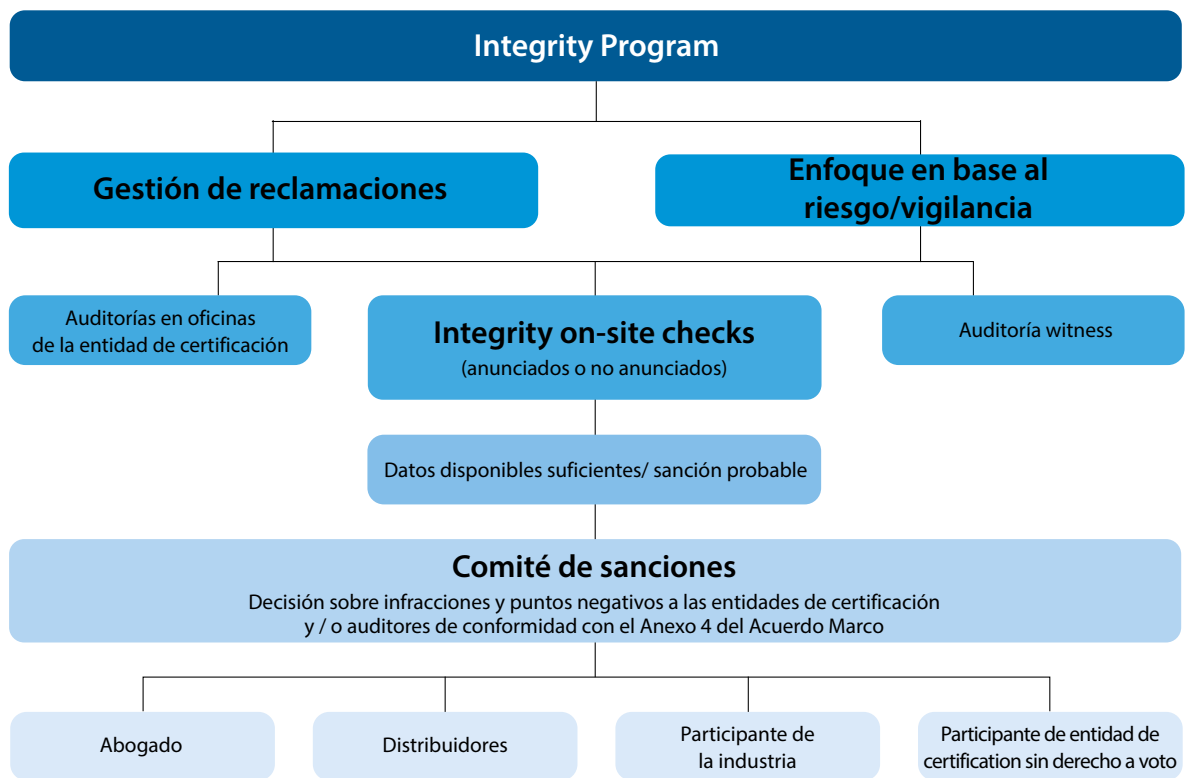 Integrity Program
Gestión de reclamaciones
Enfoque en base al
riesgo/vigilancia
Auditorías en oficinas
de la entidad de certificación
Integrity on-site checks
(anunciados o no anunciados)
Auditoría witness
Datos disponibles suficientes/ sanción probable
Comité de sanciones
Decisión sobre infracciones y puntos negativos a las entidades de certificación
y / o auditores de conformidad con el Anexo 4 del Acuerdo Marco
Abogado
Distribuidores
Participante de
la industria
Participante de entidad de
certification sin derecho a voto